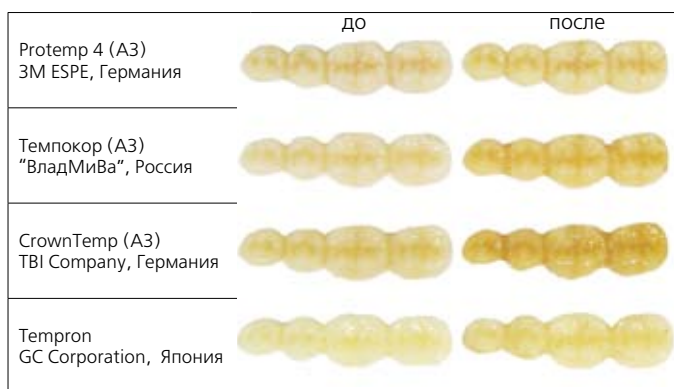 до после
Protemp 4 (A3)
3M ESPE, Германия
Темпокор (А3)
“ВладМиВа”, Россия
CrownTemp (A3)
TBI Company, Германия
Tempron
GC Corporation, Япония